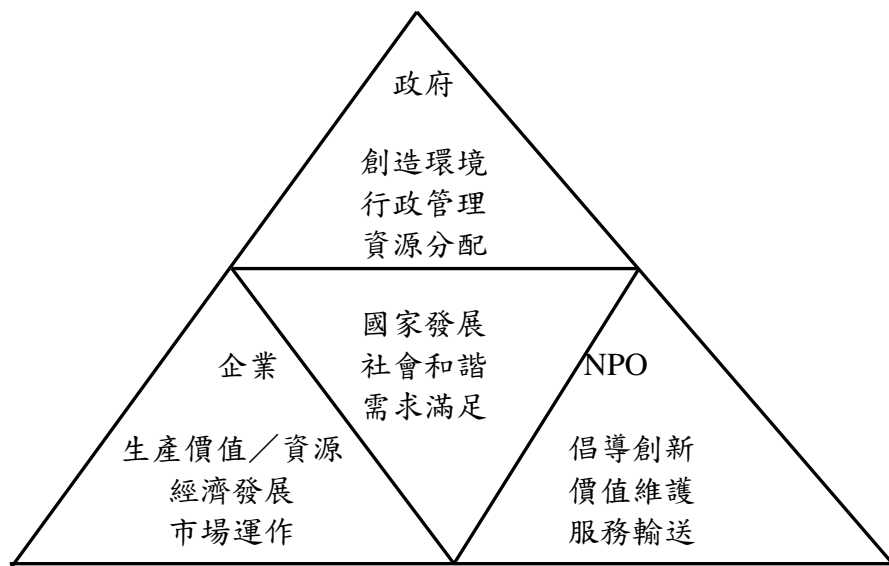 政府
創造環境
行政管理
資源分配
國家發展
社會和諧
需求滿足
企業
生產價值／資源
經濟發展
市場運作
NPO
倡導創新
價值維護
服務輸送